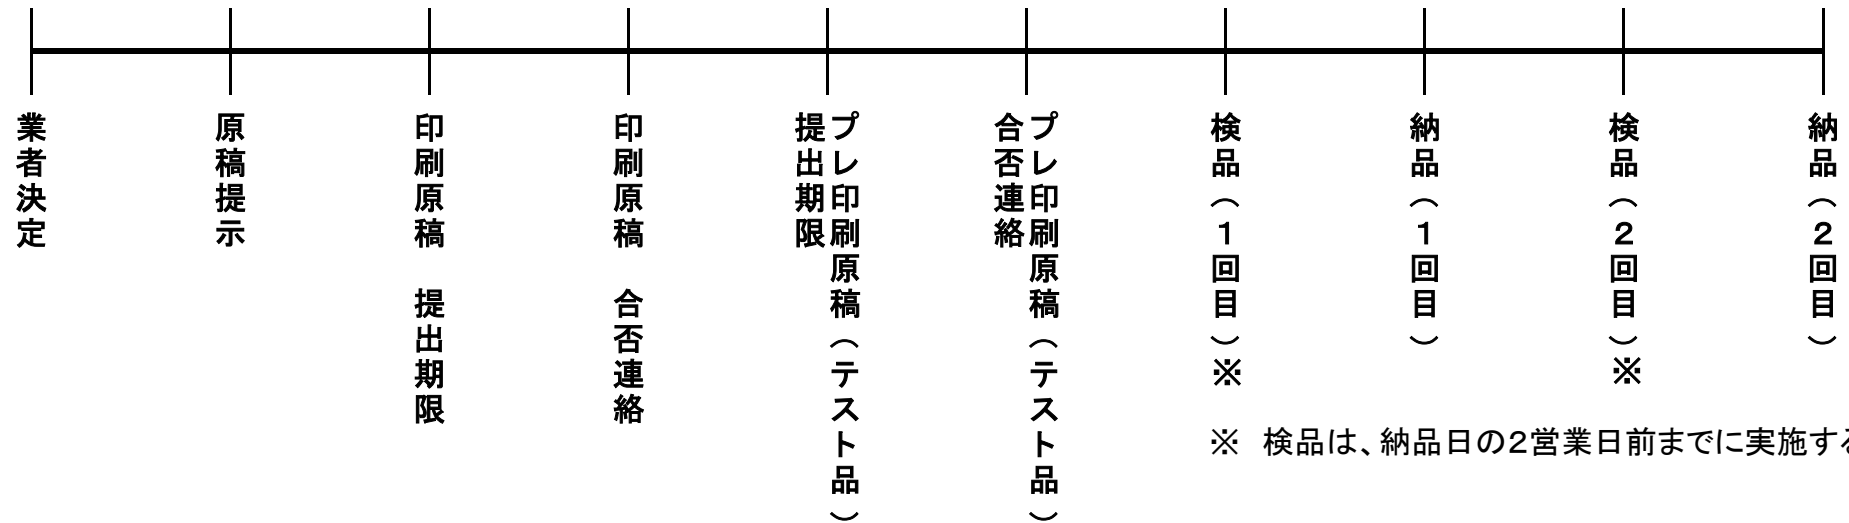 業者決定
原稿提示
印刷原稿　提出期限
印刷原稿　合否連絡
プレ印刷原稿（テスト品）
提出期限
プレ印刷原稿（テスト品）
合否連絡
検品（１回目）※
納品（１回目）
検品（２回目）※
納品（２回目）
※　検品は、納品日の２営業日前までに実施する